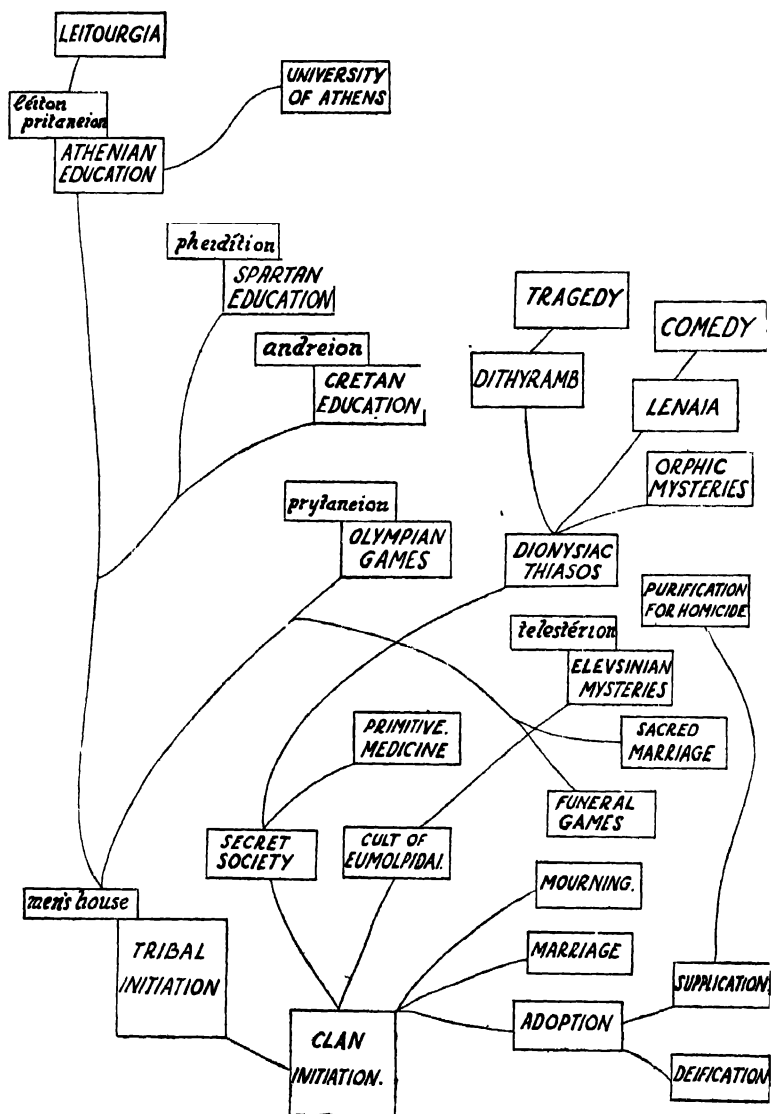 LEITOURGIA
UNIVERSITY
OF ATHENS
léiton
pritaneion
ATHENIAN
EDUCATION
pheidítion
SPARTAN
EDUCATION
TRAGEDY
COMEDY
andreion
CRETAN
EDUCATION
DITHYRAMB
LENAIA
ORPHIC
MYSTERIES
prytaneion
OLYMPIAN
GAMES
DIONYSIAC
THIASOS
PURIFICATION
FOR HOMICIDE
telestérion
ELEVSINIAN
MYSTERIES
PRIMITIVE.
MEDICINE
SACRED
MARRIAGE
FUNERAL
GAMES
SECRET
SOCIETY
CULT OF
EUMOLPIDAI.
MOURNING.
men's house
TRIBAL
INITIATION
MARRIAGE
SUPPLICATION.
ADOPTION
CLAN
INITIATION.
DEIFICATION